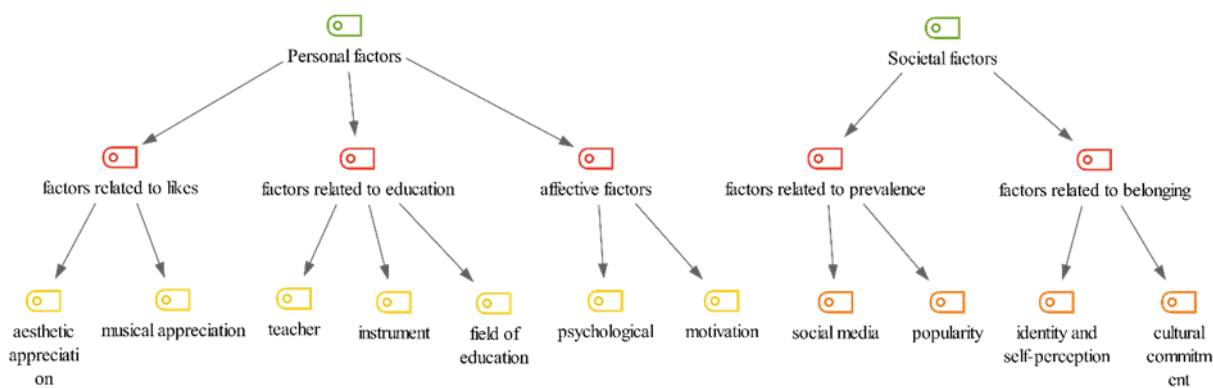 Personal factors
Societal factors
factors related to likes
factors related to education
affective factors
factors related to prevalence
factors related to belonging
aesthetic
appreciati
on
musical appreciation
teacher
instrument
field of
education
psychological
motivation
social media
popularity
identity and
self-perception
cultural
commitm
ent